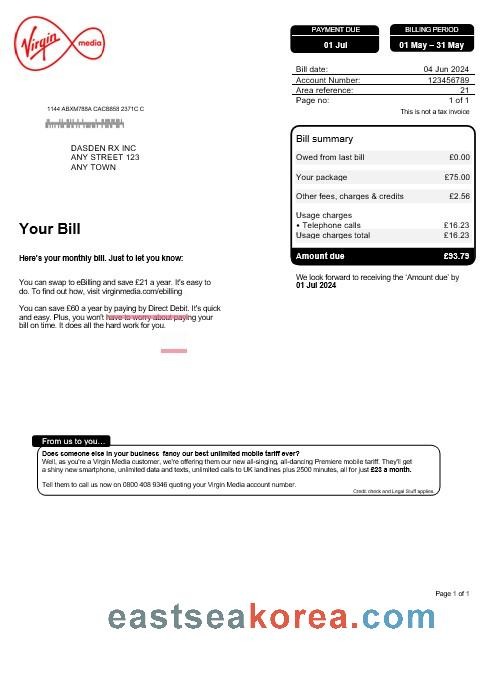 Virgin media
PAYMENT DUE
01 Jul
BILLING PERIOD
01 May – 31 May
Bill date: 04 Jun 2024
Account Number: 123456789
Area reference: 21
Page no: 1 of 1
This is not a tax invoice
1144 ABXM788A CACB858 2371C C
DASDEN RX INC
ANY STREET 123
ANY TOWN
Bill summary
Owed from last bill £0.00
Your package £75.00
Other fees, charges & credits £2.56
Usage charges
• Telephone calls £16.23
Usage charges total £16.23
Amount due £93.79
We look forward to receiving the 'Amount due' by
01 Jul 2024
Your Bill
Here's your monthly bill. Just to let you know:
You can swap to eBilling and save £21 a year. It's easy to
do. To find out how, visit virginmedia.com/ebilling
You can save £60 a year by paying by Direct Debit. It's quick
and easy. Plus, you won't have to worry about paying your
bill on time. It does all the hard work for you.
From us to you…
Does someone else in your business fancy our best unlimited mobile tariff ever?
Well, as you're a Virgin Media customer, we're offering them our new all-singing, all-dancing Premiere mobile tariff. They'll get
a shiny new smartphone, unlimited data and texts, unlimited calls to UK landlines plus 2500 minutes, all for just £23 a month.
Tell them to call us now on 0800 408 9346 quoting your Virgin Media account number.
Credit check and Legal Stuff applies.
Page 1 of 1
eastseakorea.com